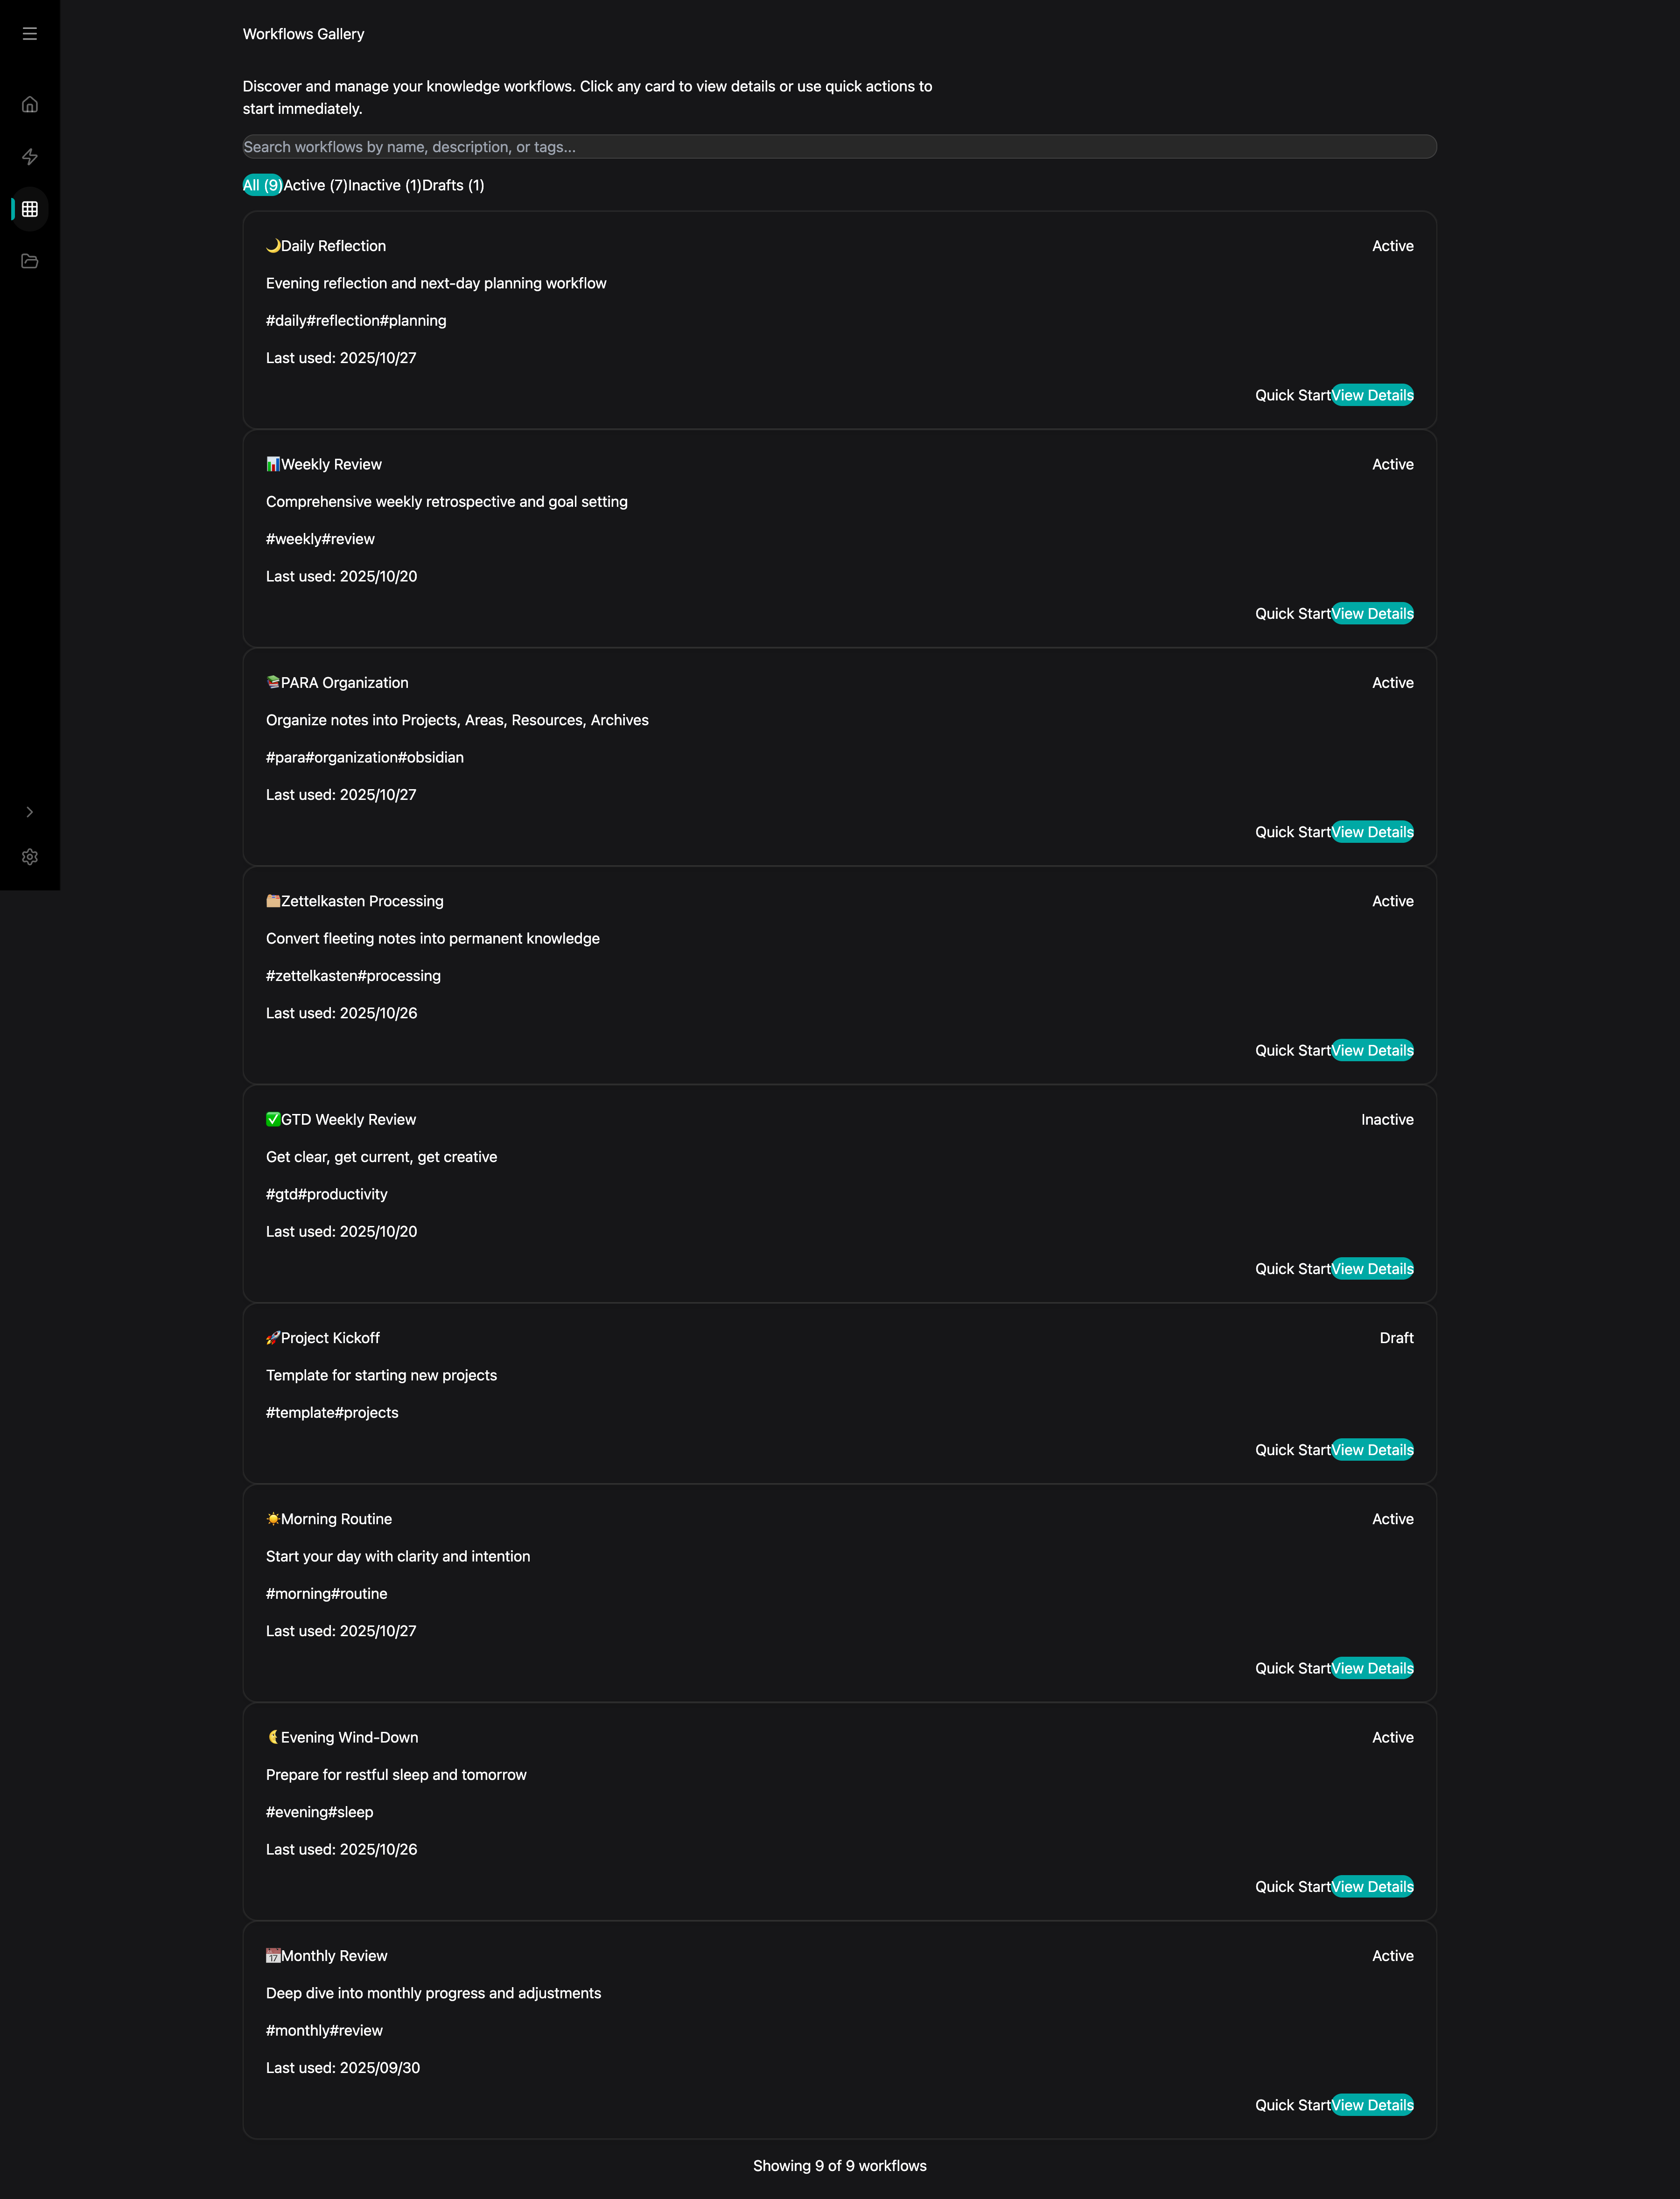 Workflows Gallery
Discover and manage your knowledge workflows. Click any card to view details or use quick actions to
start immediately.
Search workflows by name, description, or tags...
All (9)Active (7)Inactive (1)Drafts (1)
🌙Daily Reflection Active
Evening reflection and next-day planning workflow
#daily#reflection#planning
Last used: 2025/10/27
Quick StartView Details
📊Weekly Review Active
Comprehensive weekly retrospective and goal setting
#weekly#review
Last used: 2025/10/20
Quick StartView Details
📚PARA Organization Active
Organize notes into Projects, Areas, Resources, Archives
#para#organization#obsidian
Last used: 2025/10/27
Quick StartView Details
🗂️Zettelkasten Processing Active
Convert fleeting notes into permanent knowledge
#zettelkasten#processing
Last used: 2025/10/26
Quick StartView Details
✅GTD Weekly Review Inactive
Get clear, get current, get creative
#gtd#productivity
Last used: 2025/10/20
Quick StartView Details
🚀Project Kickoff Draft
Template for starting new projects
#template#projects
Quick StartView Details
☀️Morning Routine Active
Start your day with clarity and intention
#morning#routine
Last used: 2025/10/27
Quick StartView Details
🌜Evening Wind-Down Active
Prepare for restful sleep and tomorrow
#evening#sleep
Last used: 2025/10/26
Quick StartView Details
📅Monthly Review Active
Deep dive into monthly progress and adjustments
#monthly#review
Last used: 2025/09/30
Quick StartView Details
Showing 9 of 9 workflows